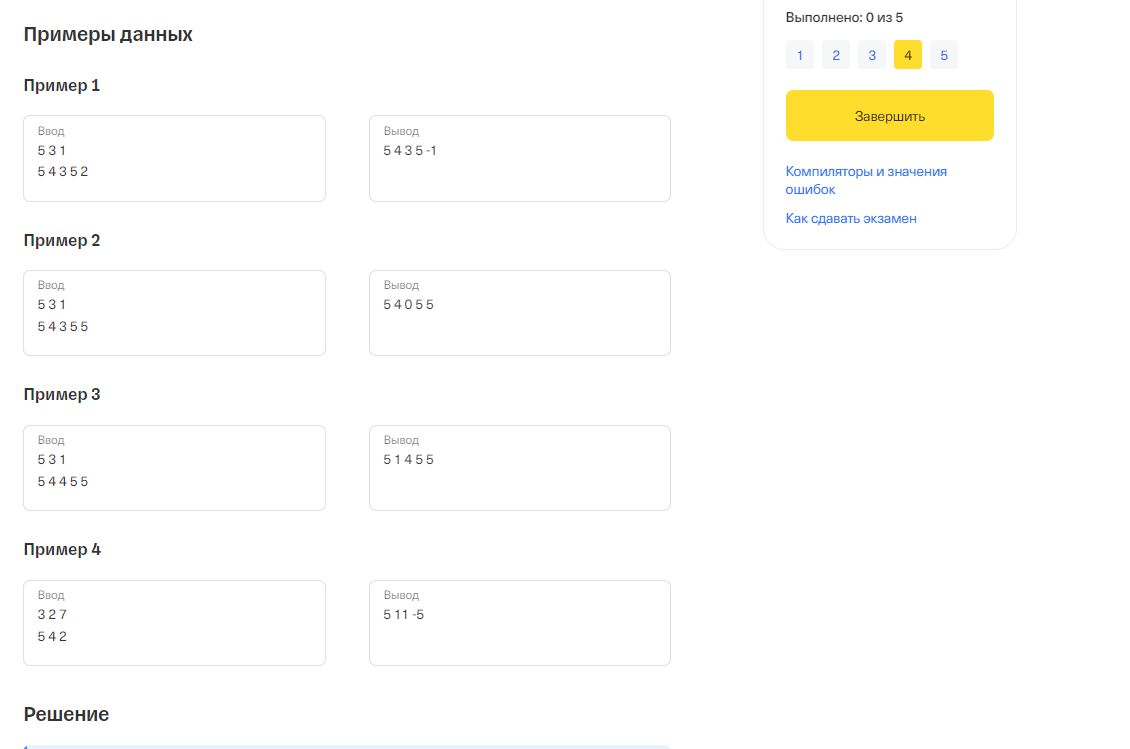 Примеры данных
Пример 1
Ввод
5 3 1
5 4 3 5 2
Вывод
5 4 3 5 -1
Пример 2
Ввод
5 3 1
5 4 3 5 5
Вывод
5 4 0 5 5
Пример 3
Ввод
5 3 1
5 4 4 5 5
Вывод
5 1 4 5 5
Пример 4
Ввод
3 2 7
5 4 2
Вывод
5 11 -5
Решение
Выполнено: 0 из 5
1 2 3 4 5
Завершить
Компиляторы и значения
ошибок
Как сдавать экзамен